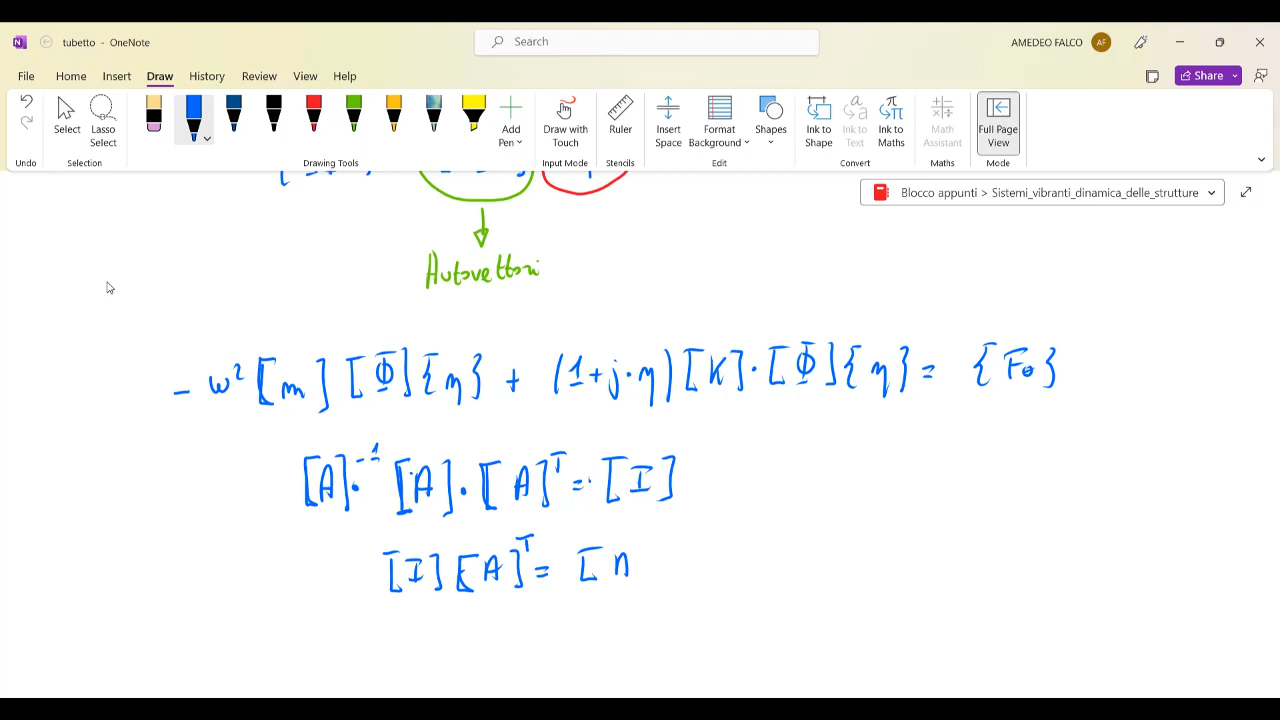 tubetto - OneNote
Search
AMEDEO FALCO AF
File Home Insert Draw History Review View Help
Share
Undo
Select Lasso Select
Selection
Add Pen
Drawing Tools
Draw with Touch
Input Mode
Ruler
Stencils
Insert Space Format Background Shapes
Edit
Ink to Shape Ink to Text Ink to Maths
Convert
Math Assistant
Maths
Full Page View
Mode
Blocco appunti > Sistemi_vibranti_dinamica_delle_strutture
Autovettori
- ω² [m] [Φ]{η} + (1+j·η)[K]·[Φ]{η} = {F₀}
[A]⁻¹·[A]·[A]ᵀ = [I]
[I][A]ᵀ = [A